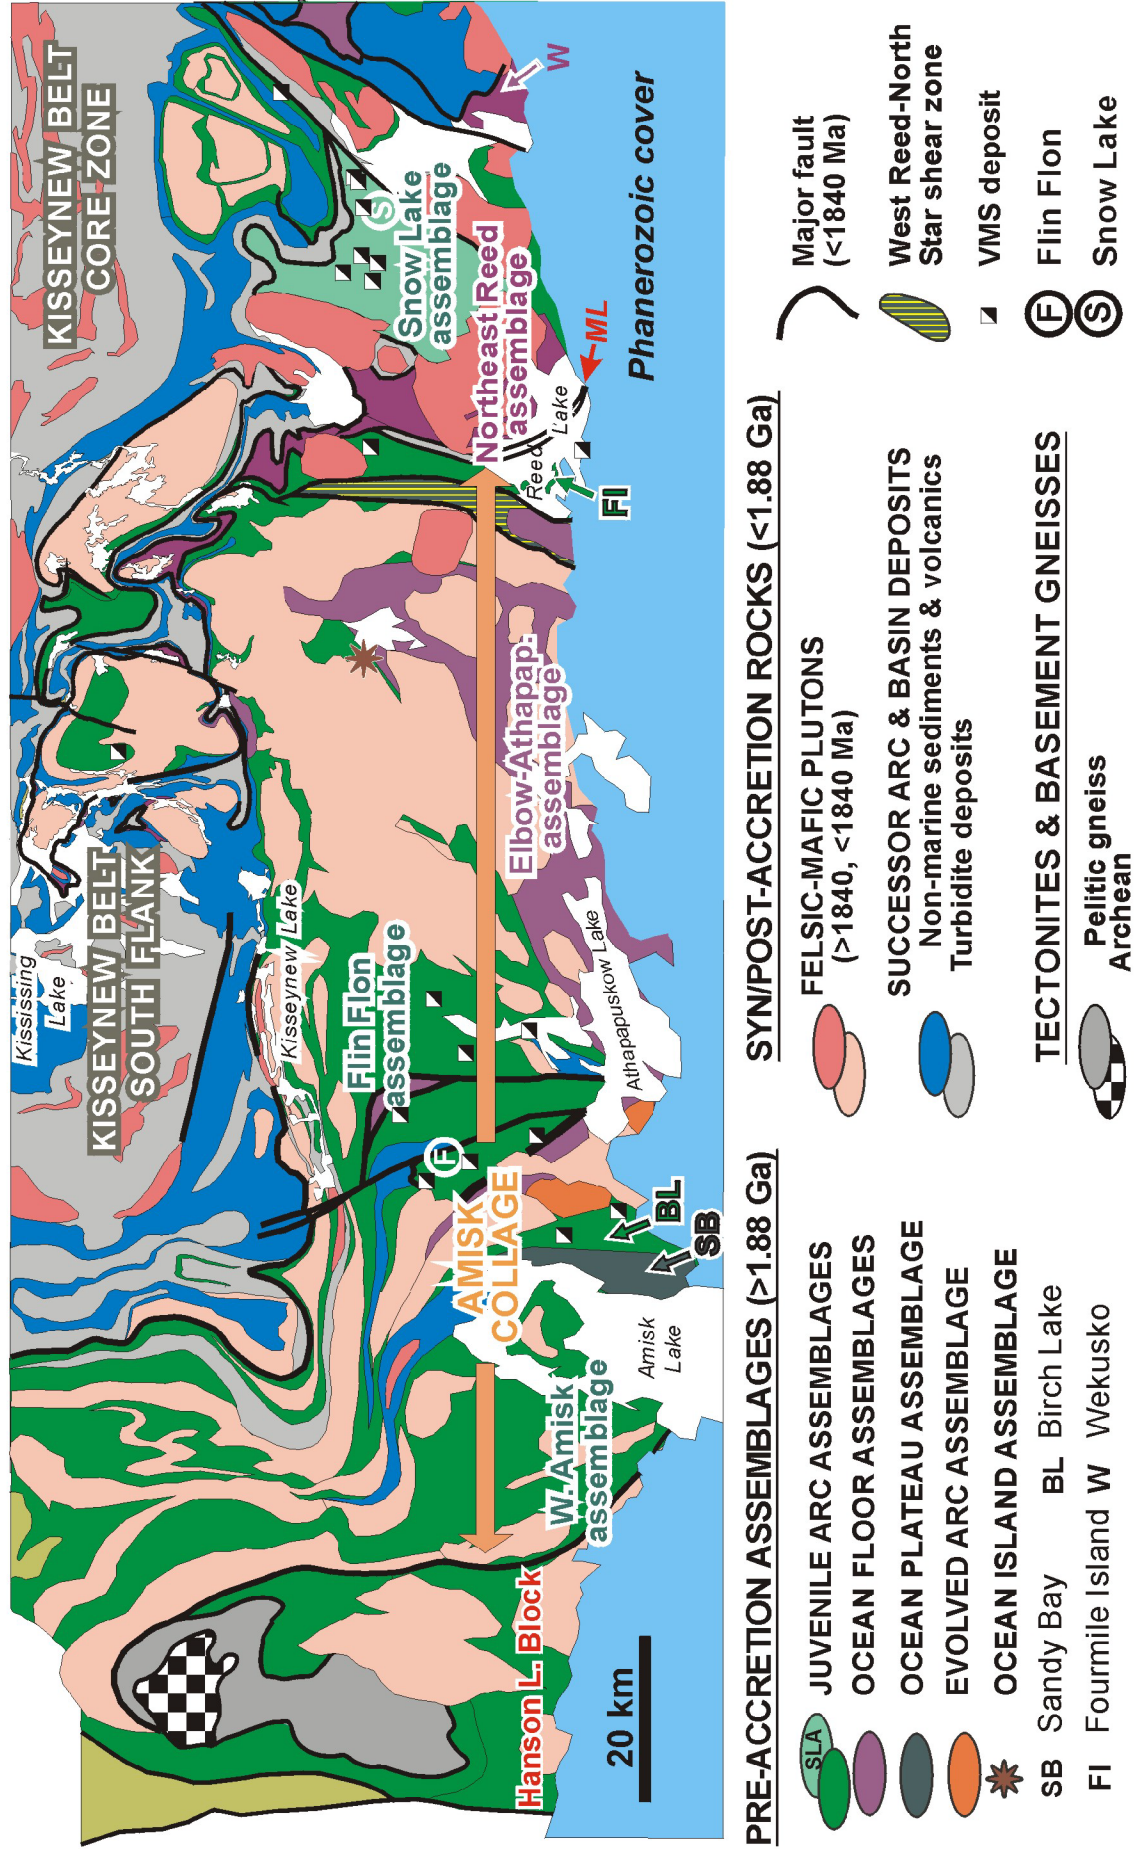 KISSEYNEW BELT
SOUTH FLANK
KISSEYNEW BELT
CORE ZONE
Kississing
Lake
Kisseynew Lake
Flin Flon
assemblage
F
AMISK
COLLAGE
W. Amisk
assemblage
Hanson L. Block
Elbow-Athapap.
assemblage
Snow Lake
assemblage
S
Northeast Reed
assemblage
W
ML
Reed
Lake
FI
Athapapuskow Lake
Amisk
Lake
BL
SB
20 km
Phanerozoic cover
PRE-ACCRETION ASSEMBLAGES (>1.88 Ga)
SLA
JUVENILE ARC ASSEMBLAGES
OCEAN FLOOR ASSEMBLAGES
OCEAN PLATEAU ASSEMBLAGE
EVOLVED ARC ASSEMBLAGE
OCEAN ISLAND ASSEMBLAGE
SB Sandy Bay BL Birch Lake
FI Fourmile Island W Wekusko
SYN/POST-ACCRETION ROCKS (<1.88 Ga)
FELSIC-MAFIC PLUTONS
(>1840, <1840 Ma)
SUCCESSOR ARC & BASIN DEPOSITS
Non-marine sediments & volcanics
Turbidite deposits
TECTONITES & BASEMENT GNEISSES
Pelitic gneiss
Archean
Major fault
(<1840 Ma)
West Reed-North
Star shear zone
VMS deposit
F Flin Flon
S Snow Lake